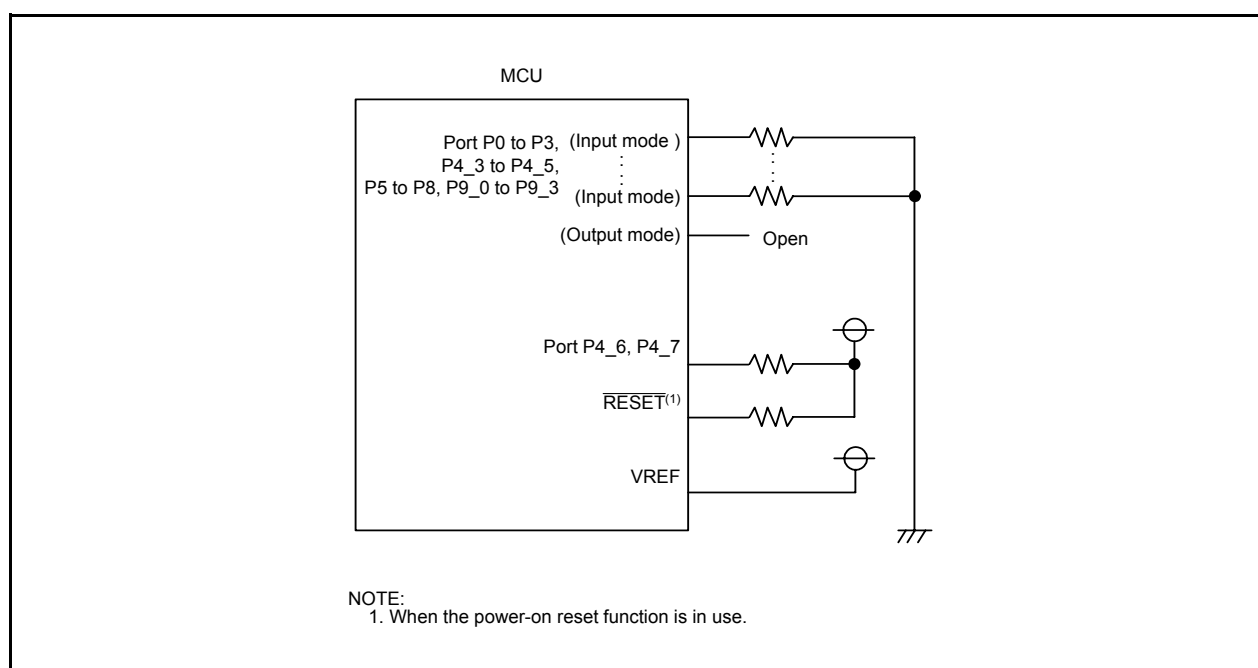 MCU
Port P0 to P3, (Input mode )
P4_3 to P4_5,
P5 to P8, P9_0 to P9_3 (Input mode)
(Output mode) Open
Port P4_6, P4_7
RESET(1)
VREF
NOTE:
1. When the power-on reset function is in use.